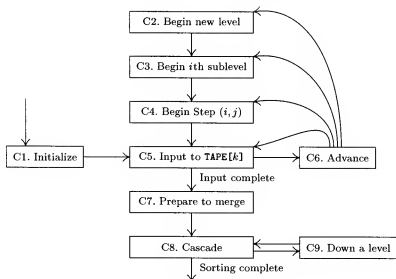 C2. Begin new level
C3. Begin ith sublevel
C4. Begin Step (i, j)
C1. Initialize
C5. Input to TAPE[k]
C6. Advance
Input complete
C7. Prepare to merge
C8. Cascade
C9. Down a level
Sorting complete